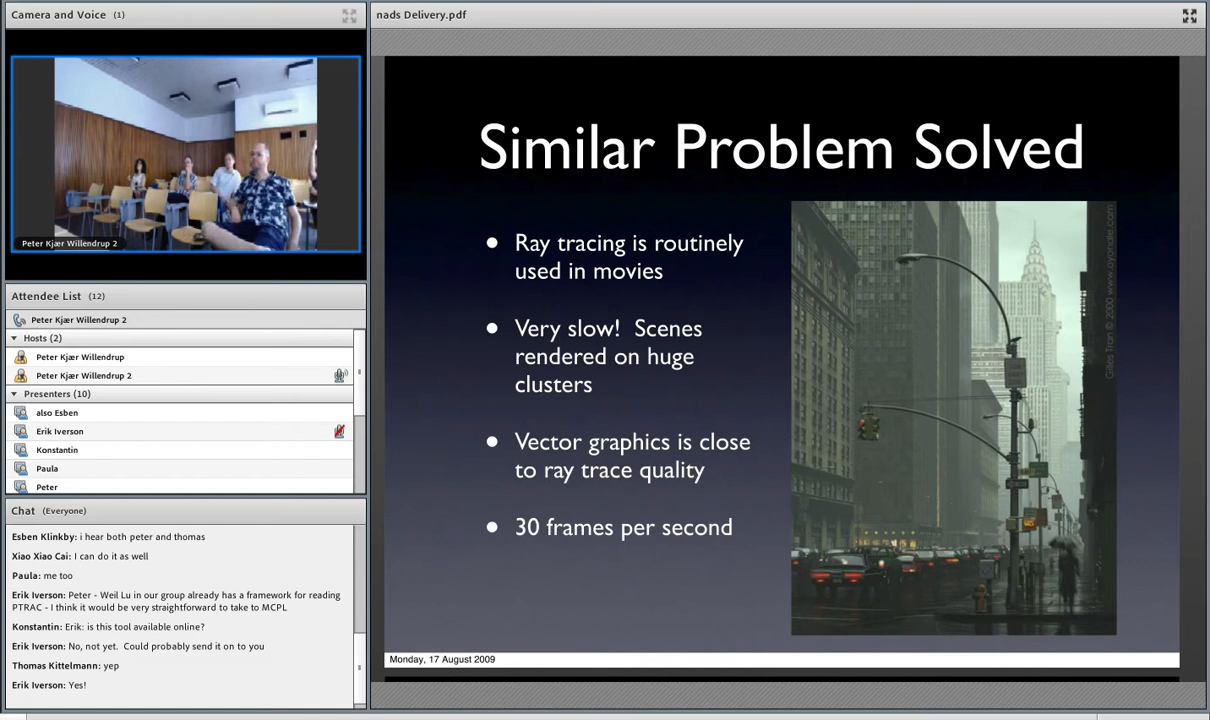 Camera and Voice (1)
Peter Kjær Willendrup 2
Attendee List (12)
Peter Kjær Willendrup 2
Hosts (2)
Peter Kjær Willendrup
Peter Kjær Willendrup 2
Presenters (10)
also Esben
Erik Iverson
Konstantin
Paula
Peter
Chat (Everyone)
Esben Klinkby: i hear both peter and thomas
Xiao Xiao Cai: I can do it as well
Paula: me too
Erik Iverson: Peter - Weil Lu in our group already has a framework for reading
PTRAC - I think it would be very straightforward to take to MCPL
Konstantin: Erik: is this tool available online?
Erik Iverson: No, not yet.  Could probably send it on to you
Thomas Kittelmann: yep
Erik Iverson: Yes!
nads Delivery.pdf
Similar Problem Solved
• Ray tracing is routinely
used in movies
• Very slow!  Scenes
rendered on huge
clusters
• Vector graphics is close
to ray trace quality
• 30 frames per second
Gilles Tran © 2000 www.oyonale.com
Monday, 17 August 2009